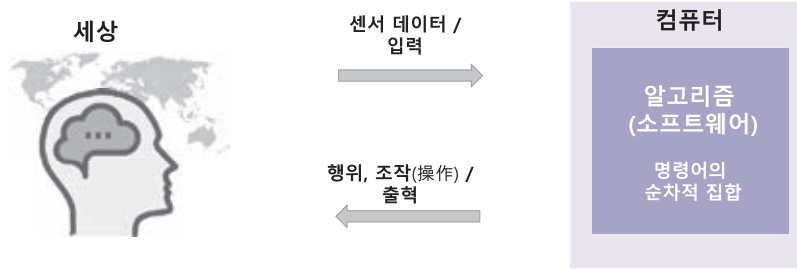 세상
센서 데이터 /
입력
행위, 조작(操作) /
출혁
컴퓨터
알고리즘
(소프트웨어)
명령어의
순차적 집합